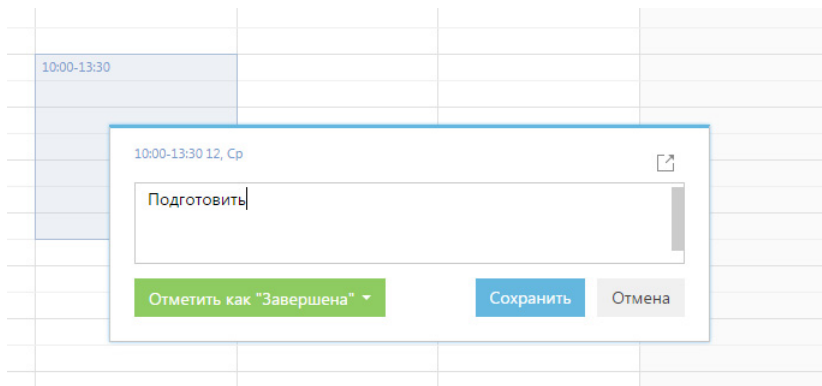 10:00-13:30
10:00-13:30 12, Ср
Подготовить
Отметить как "Завершена" Сохранить Отмена